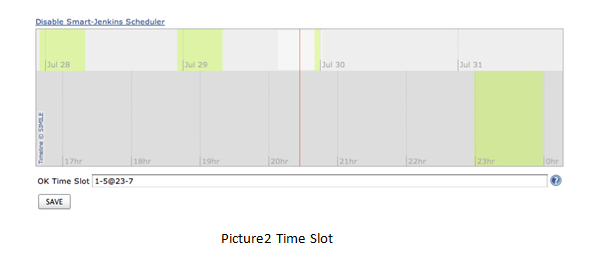 Disable Smart-Jenkins Scheduler
Jul 28 Jul 29 Jul 30 Jul 31
Timeline © SIMILE
17hr 18hr 19hr 20hr 21hr 22hr 23hr 0hr
OK Time Slot 1-5@23-7 ?
SAVE
Picture2 Time Slot